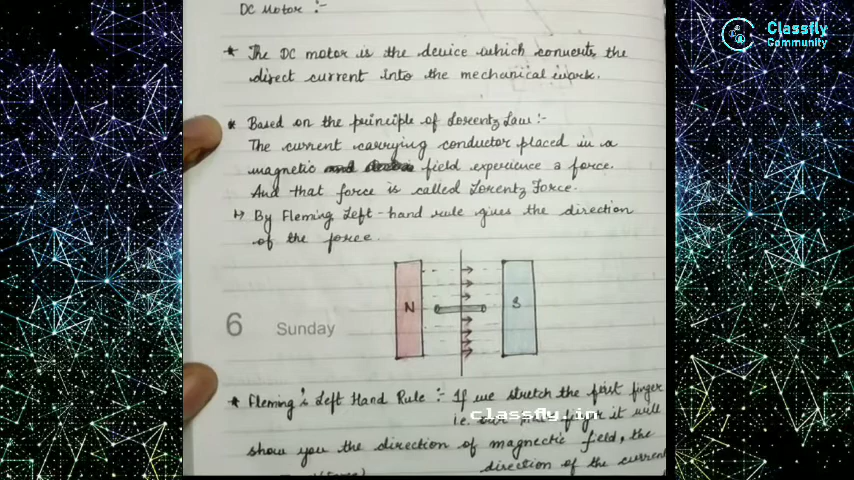 DC Motor :-
Classfly
Community
* The DC motor is the device which converts the
direct current into the mechanical work.
* Based on the principle of Lorentz Law :-
The current carrying conductor placed in a
magnetic field experience a force.
And that force is called Lorentz Force.
↦ By Fleming Left-hand rule gives the direction
of the force.
N
S
6 Sunday
* Fleming's Left Hand Rule :- If we stretch the first finger
classfly.in
i.e. our finger it will
show you the direction of magnectic field, the
direction of the current